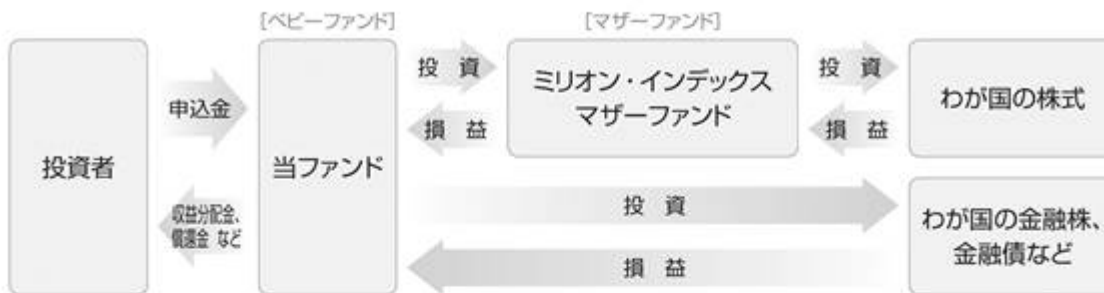 [ベビーファンド]
[マザーファンド]
投資者
申込金
収益分配金、
償還金 など
当ファンド
投 資
損 益
ミリオン・インデックス
マザーファンド
投 資
損 益
わが国の株式
投 資
損 益
わが国の金融株、
金融債など